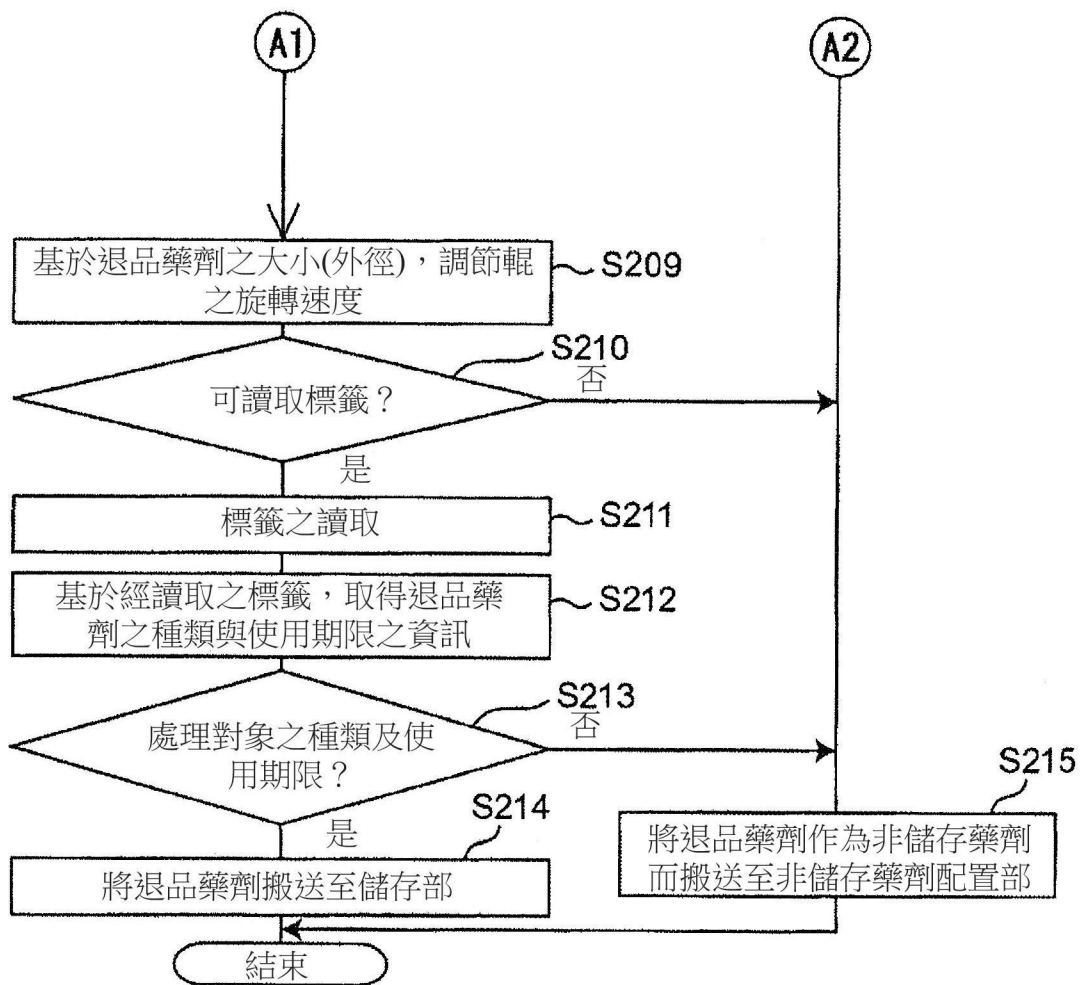 A1
A2
基於退品藥劑之大小(外徑)，調節輥
之旋轉速度
S209
S210
可讀取標籤？
否
是
標籤之讀取
S211
基於經讀取之標籤，取得退品藥
劑之種類與使用期限之資訊
S212
S213
處理對象之種類及使
用期限？
否
是
S214
將退品藥劑搬送至儲存部
S215
將退品藥劑作為非儲存藥劑
而搬送至非儲存藥劑配置部
結束